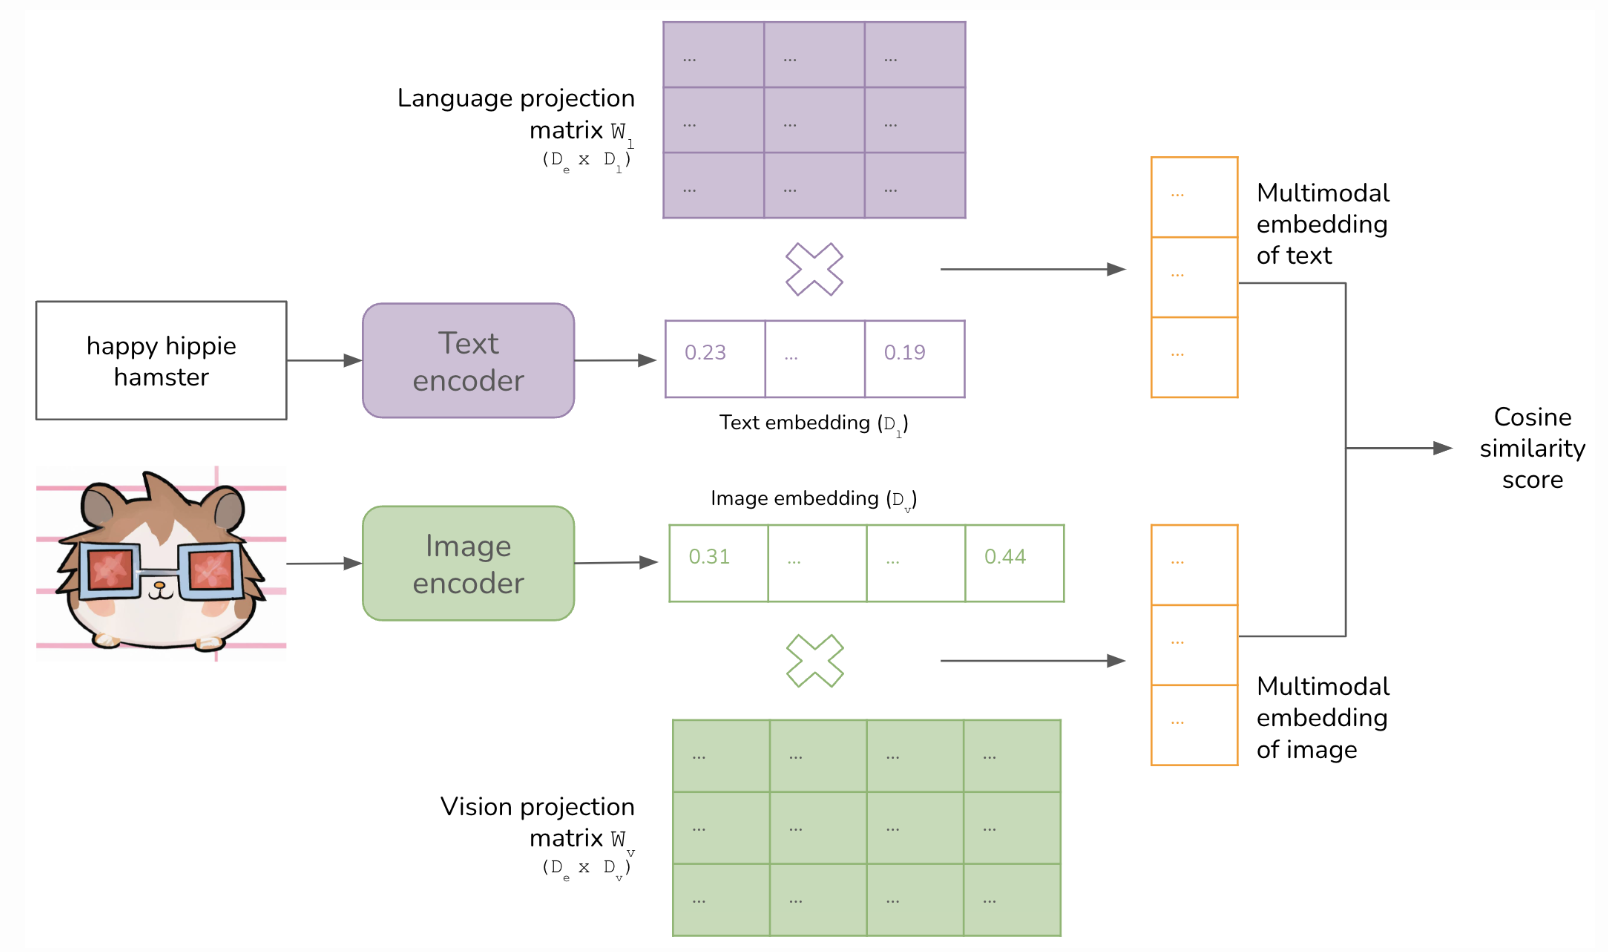 ... ... ...
Language projection
matrix W_l
(D_e x D_l)
... ... ...
... ... ...
...
Multimodal
embedding
of text
...
...
happy hippie
hamster
Text
encoder
0.23 ... 0.19
Text embedding (D_l)
Cosine
similarity
score
Image embedding (D_v)
Image
encoder
0.31 ... ... 0.44
...
...
...
Multimodal
embedding
of image
... ... ... ...
Vision projection
matrix W_v
(D_e x D_v)
... ... ... ...
... ... ... ...